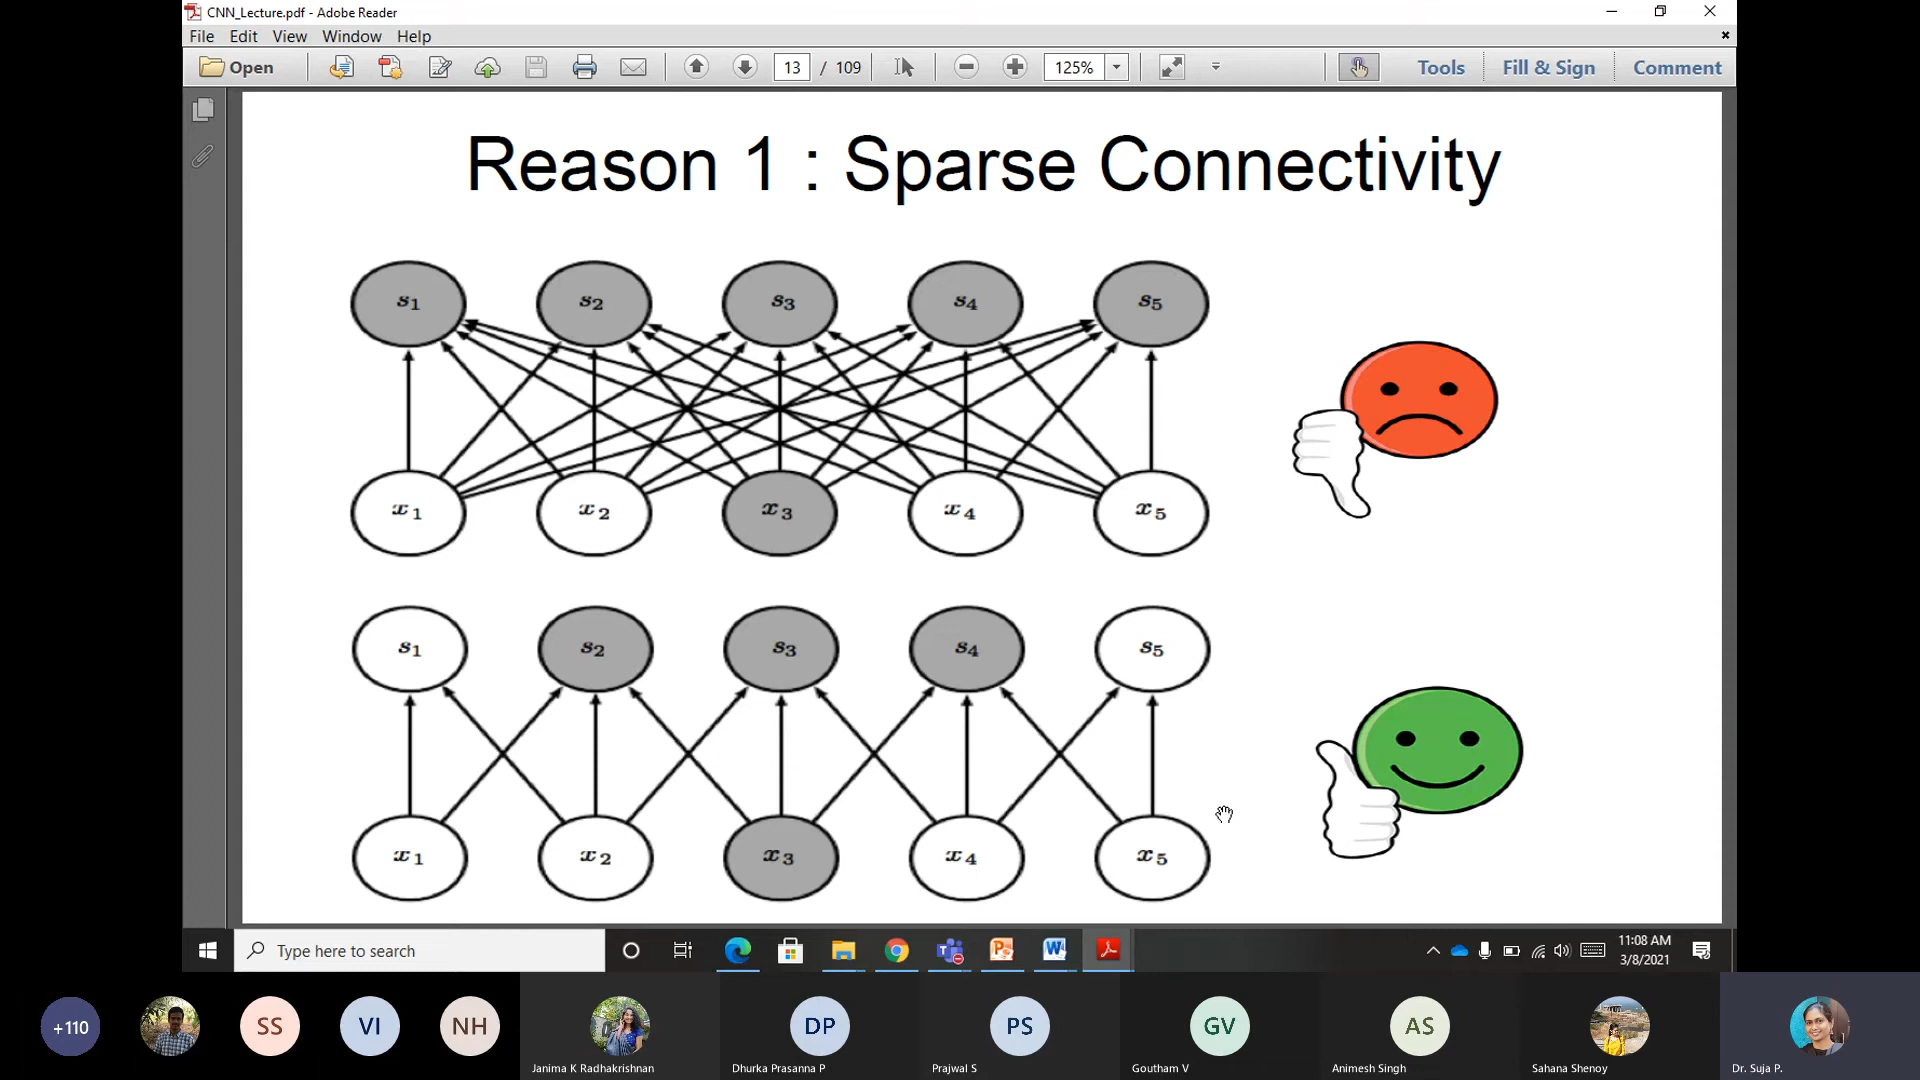 CNN_Lecture.pdf - Adobe Reader
File Edit View Window Help
Open 13 / 109 125% Tools Fill & Sign Comment
Reason 1 : Sparse Connectivity
s1 s2 s3 s4 s5
x1 x2 x3 x4 x5
s1 s2 s3 s4 s5
x1 x2 x3 x4 x5
Type here to search
11:08 AM
3/8/2021
+110 SS VI NH DP PS GV AS
Janima K Radhakrishnan Dhurka Prasanna P Prajwal S Goutham V Animesh Singh Sahana Shenoy Dr. Suja P.